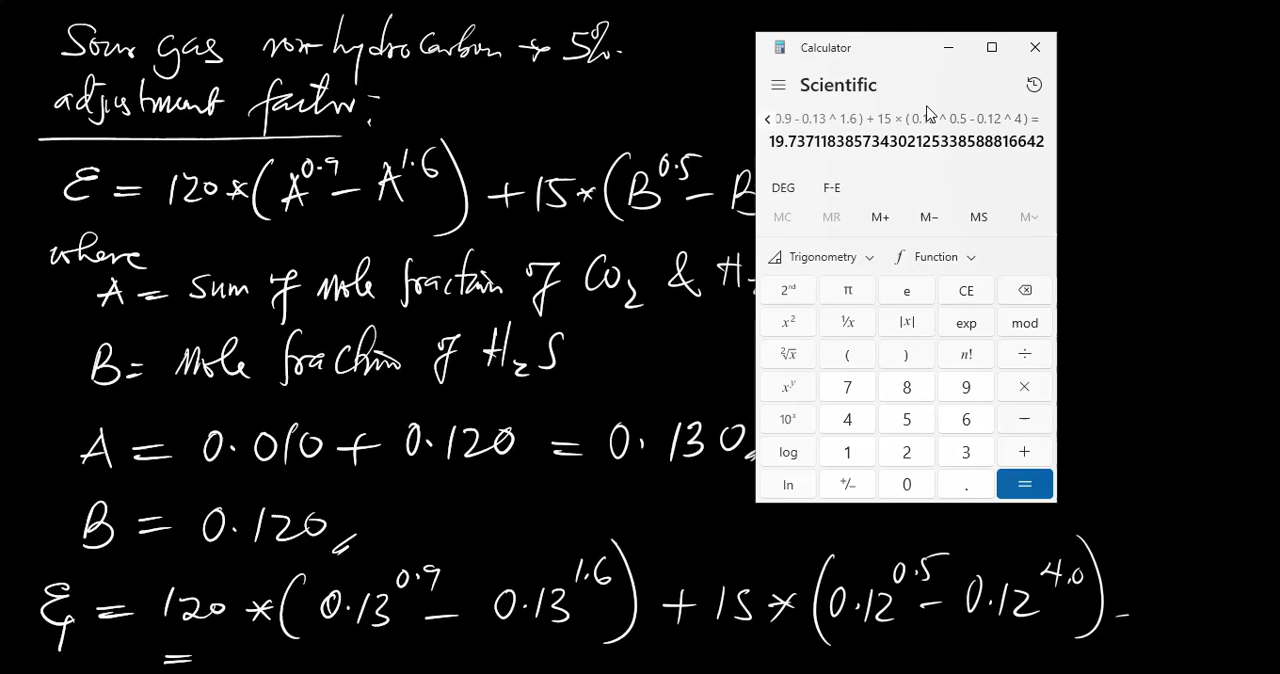 Sour gas non-hydrocarbon → 5%.
adjustment factor:
Ɛ = 120*(A^0.9 - A^1.6) + 15*(B^0.5 - B
where
A = sum of mole fraction of CO2 & H
B = Mole fraction of H2S
A = 0.010 + 0.120 = 0.130
B = 0.120
Ɛ = 120*(0.13^0.9 - 0.13^1.6) + 15*(0.12^0.5 - 0.12^4.0)
=
Calculator
Scientific
0.9 - 0.13 ^ 1.6 ) + 15 × ( 0.1 ^ 0.5 - 0.12 ^ 4 ) =
19.737118385734302125338588816642
DEG F-E
MC MR M+ M− MS M˅
Trigonometry Function
2ⁿᵈ π e CE
x² ¹/x |x| exp mod
²√x ( ) n! ÷
xʸ 7 8 9 ×
10ˣ 4 5 6 −
log 1 2 3 +
ln +/− 0 . =